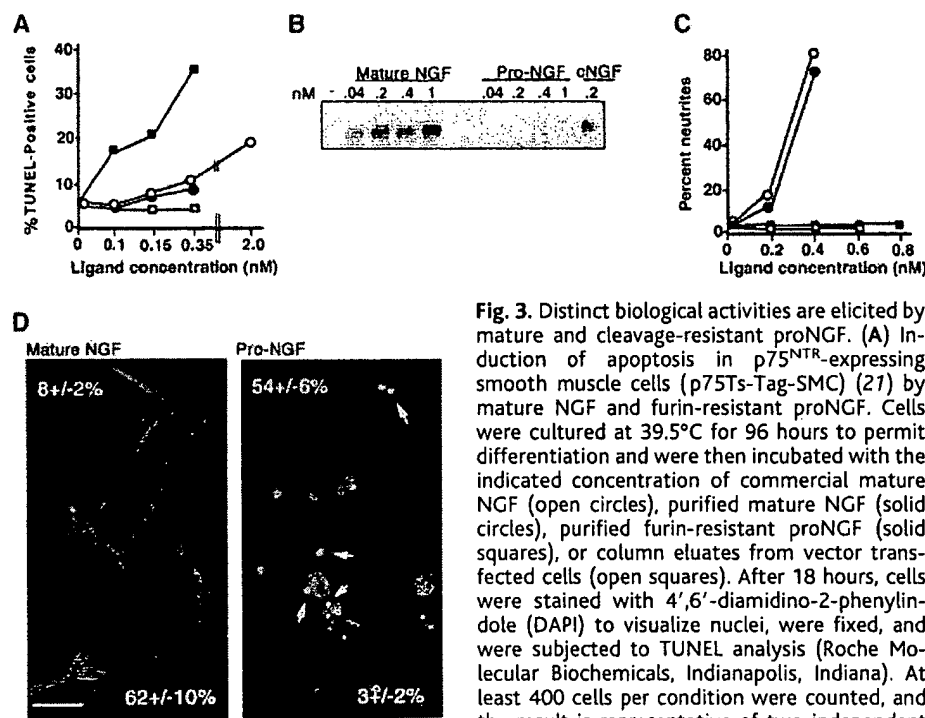 A
%TUNEL-Positive cells
40
30
20
10
0
0 0.1 0.15 0.35 2.0
Ligand concentration (nM)
B
Mature NGF Pro-NGF cNGF
nM - .04 .2 .4 1 .04 .2 .4 1 .2
C
Percent neutrites
80
60
40
20
0
0 0.2 0.4 0.6 0.8
Ligand concentration (nM)
D
Mature NGF Pro-NGF
8+/-2% 54+/-6%
62+/-10% 3+/-2%
Fig. 3. Distinct biological activities are elicited by
mature and cleavage-resistant proNGF. (A) In-
duction of apoptosis in p75NTR-expressing
smooth muscle cells (p75Ts-Tag-SMC) (21) by
mature NGF and furin-resistant proNGF. Cells
were cultured at 39.5°C for 96 hours to permit
differentiation and were then incubated with the
indicated concentration of commercial mature
NGF (open circles), purified mature NGF (solid
circles), purified furin-resistant proNGF (solid
squares), or column eluates from vector trans-
fected cells (open squares). After 18 hours, cells
were stained with 4′,6′-diamidino-2-phenylin-
dole (DAPI) to visualize nuclei, were fixed, and
were subjected to TUNEL analysis (Roche Mo-
lecular Biochemicals, Indianapolis, Indiana). At
least 400 cells per condition were counted, and
the result is representative of two independent